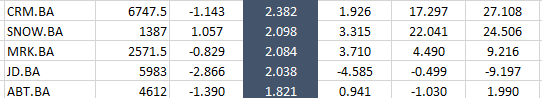 CRM.BA 6747.5 -1.143 2.382 1.926 17.297 27.108
SNOW.BA 1387 1.057 2.098 3.315 22.041 24.506
MRK.BA 2571.5 -0.829 2.084 3.710 4.490 9.216
JD.BA 5983 -2.866 2.038 -4.585 -0.499 -9.197
ABT.BA 4612 -1.390 1.821 0.941 -1.030 1.990